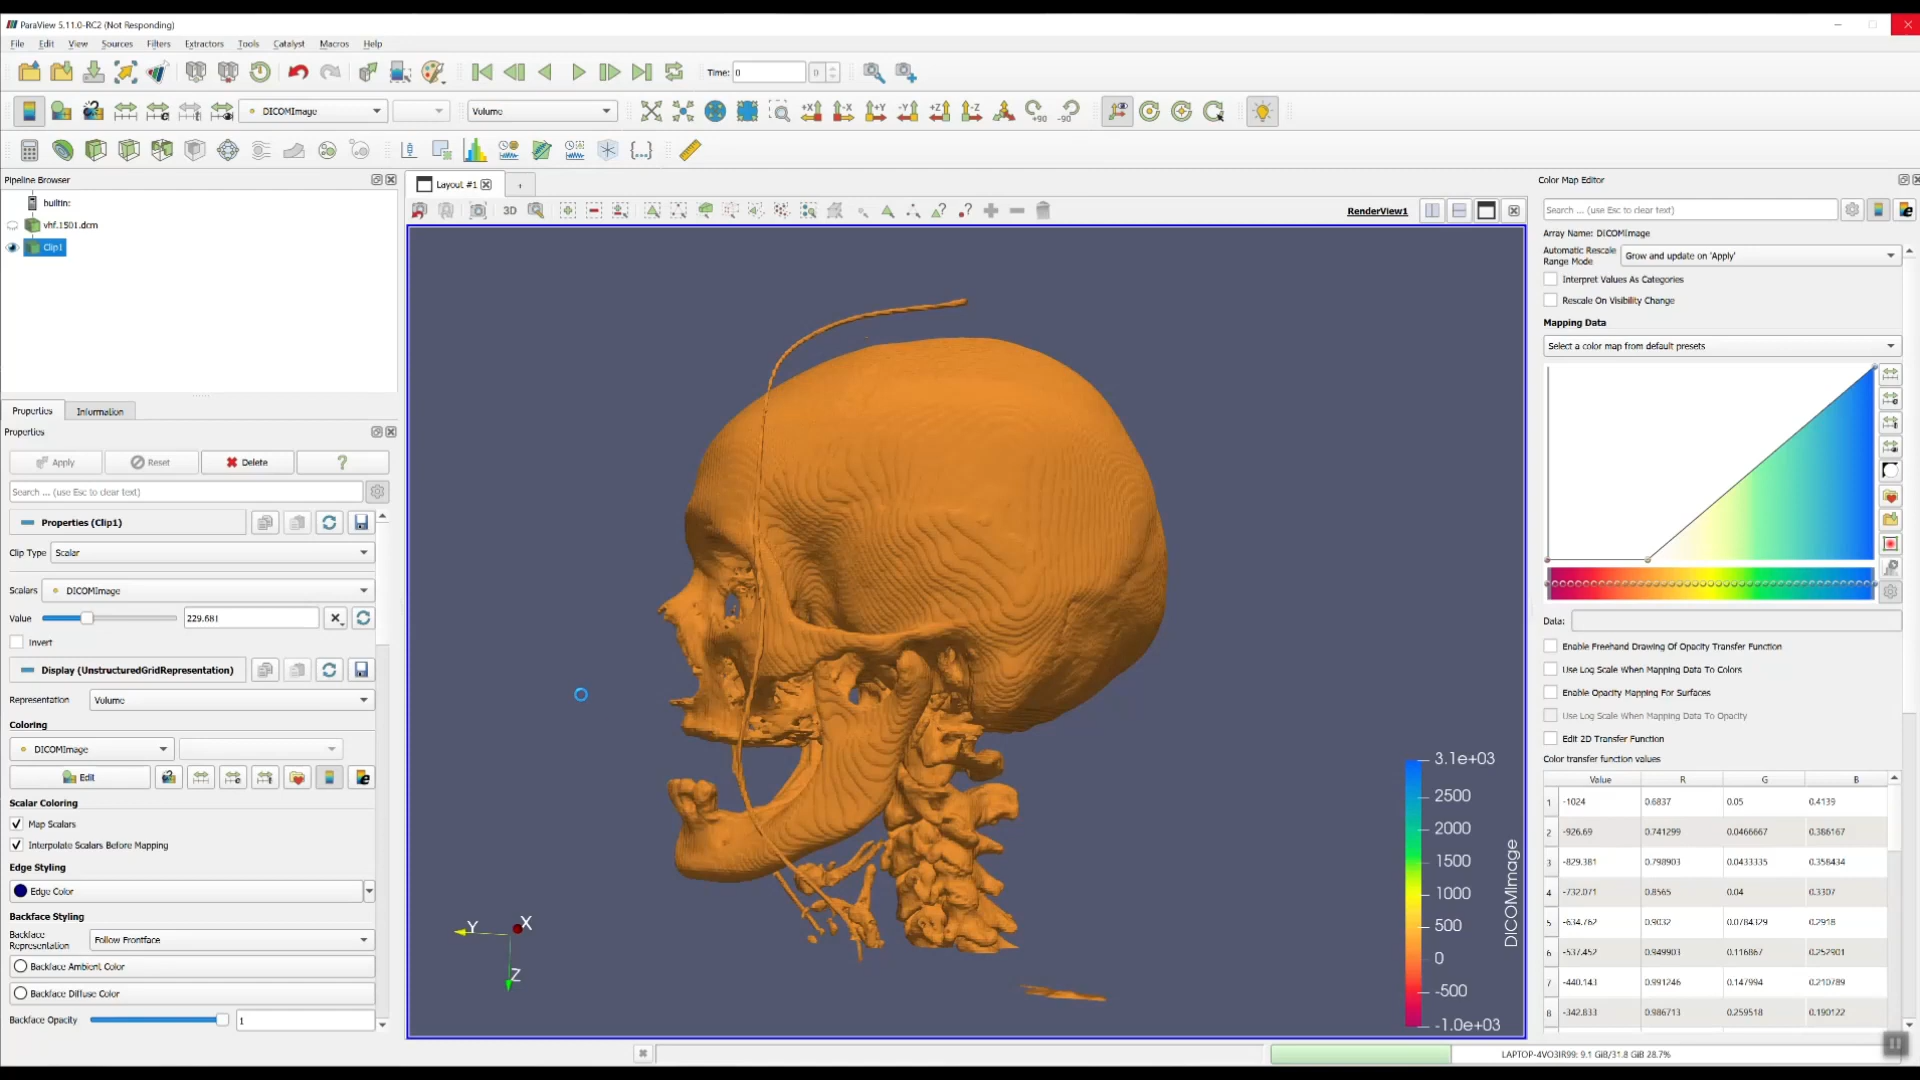 ParaView 5.11.0-RC2 (Not Responding)
File Edit View Sources Filters Extractors Tools Catalyst Macros Help
Time: 0 0
DICOMImage Volume +X -X +Y -Y +Z -Z +90 -90
Pipeline Browser
builtin:
vhf.1501.dcm
Clip1
Properties Information
Properties
Apply Reset Delete ?
Search ... (use Esc to clear text)
Properties (Clip1)
Clip Type Scalar
Scalars DICOMImage
Value 229.681
Invert
Display (UnstructuredGridRepresentation)
Representation Volume
Coloring
DICOMImage
Edit
Scalar Coloring
Map Scalars
Interpolate Scalars Before Mapping
Edge Styling
Edge Color
Backface Styling
Backface
Representation Follow Frontface
Backface Ambient Color
Backface Diffuse Color
Backface Opacity 1
Layout #1 +
3D RenderView1
Y X
Z
3.1e+03
2500
2000
1500
1000
500
0
-500
-1.0e+03
DICOMImage
Color Map Editor
Search ... (use Esc to clear text)
Array Name: DICOMImage
Automatic Rescale
Range Mode Grow and update on 'Apply'
Interpret Values As Categories
Rescale On Visibility Change
Mapping Data
Select a color map from default presets
Data:
Enable Freehand Drawing Of Opacity Transfer Function
Use Log Scale When Mapping Data To Colors
Enable Opacity Mapping For Surfaces
Use Log Scale When Mapping Data To Opacity
Edit 2D Transfer Function
Color transfer function values
Value R G B
1 -1024 0.6837 0.05 0.4139
2 -926.69 0.741299 0.0466667 0.386167
3 -829.381 0.798903 0.0433335 0.358434
4 -732.071 0.8565 0.04 0.3307
5 -634.762 0.9032 0.0784329 0.2918
6 -537.452 0.949903 0.116867 0.252901
7 -440.143 0.991246 0.147994 0.210789
8 -342.833 0.986713 0.259518 0.190122
LAPTOP-4VO3IR99: 9.1 GiB/31.8 GiB 28.7%